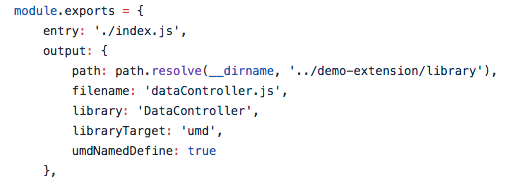 module.exports = {
    entry: './index.js',
    output: {
        path: path.resolve(__dirname, '../demo-extension/library'),
        filename: 'dataController.js',
        library: 'DataController',
        libraryTarget: 'umd',
        umdNamedDefine: true
    },